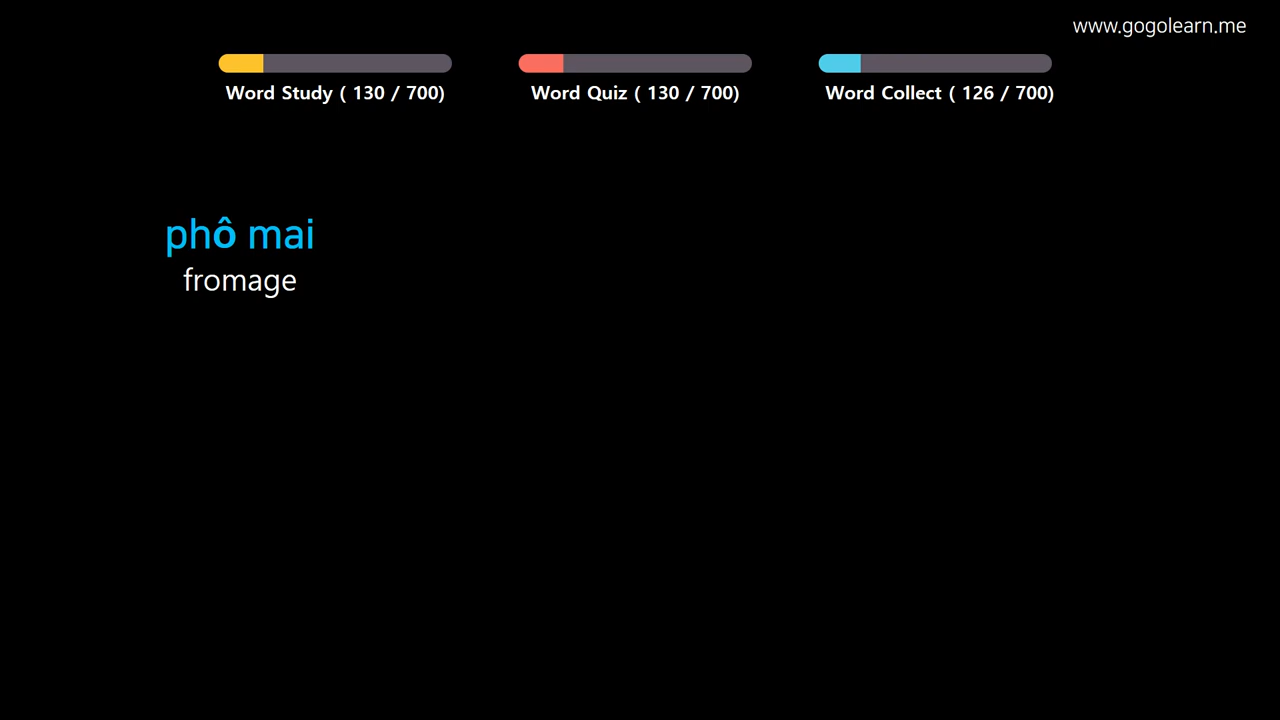 www.gogolearn.me
Word Study ( 130 / 700)
Word Quiz ( 130 / 700)
Word Collect ( 126 / 700)
phô mai
fromage